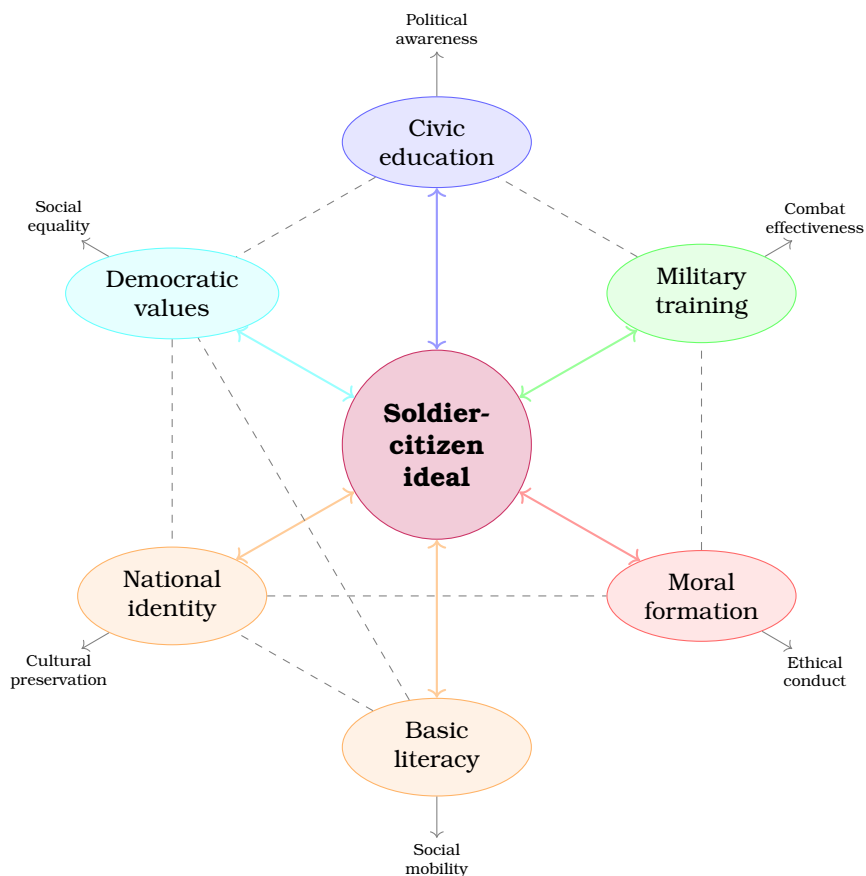 Political
awareness
Civic
education
Social
equality
Combat
effectiveness
Democratic
values
Military
training
Soldier-
citizen
ideal
National
identity
Moral
formation
Cultural
preservation
Ethical
conduct
Basic
literacy
Social
mobility